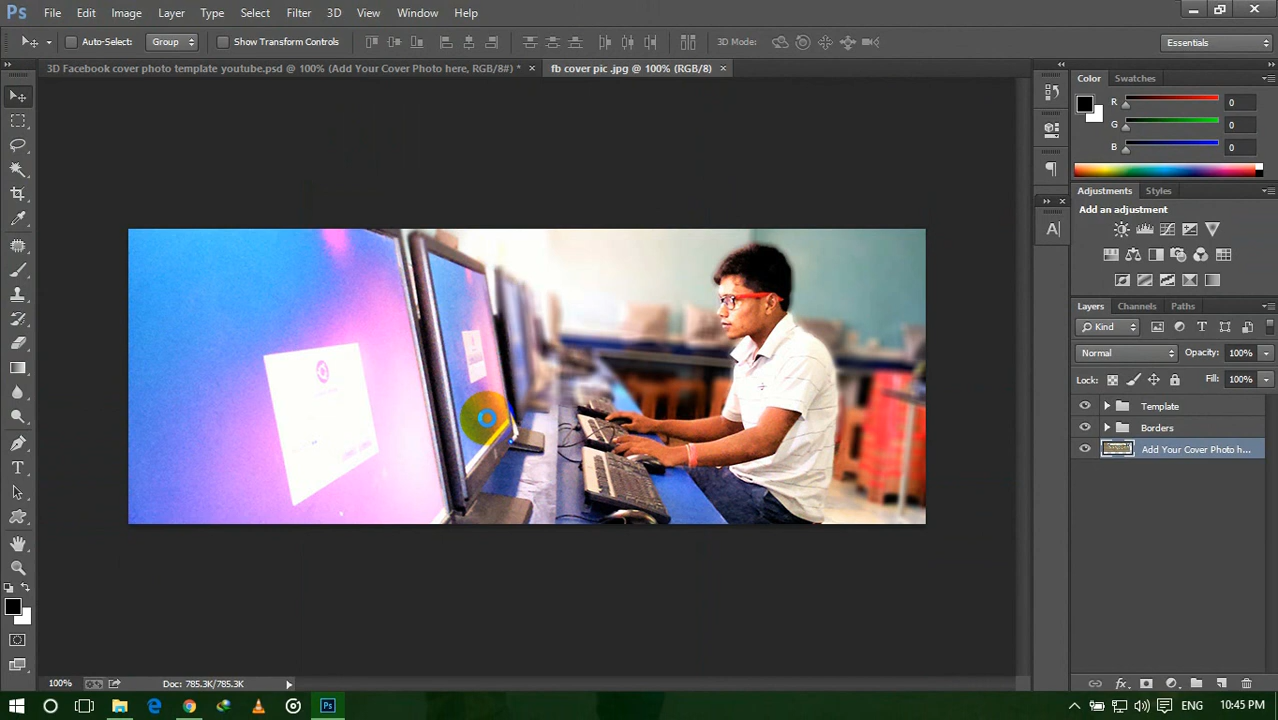 Ps File Edit Image Layer Type Select Filter 3D View Window Help
Auto-Select: Group Show Transform Controls 3D Mode: Essentials
3D Facebook cover photo template youtube.psd @ 100% (Add Your Cover Photo here, RGB/8#) * × fb cover pic .jpg @ 100% (RGB/8) ×
Color Swatches
R 0
G 0
B 0
Adjustments Styles
Add an adjustment
Layers Channels Paths
Kind
Normal Opacity: 100%
Lock: Fill: 100%
Template
Borders
Add Your Cover Photo h...
100% Doc: 785.3K/785.3K
ENG 10:45 PM